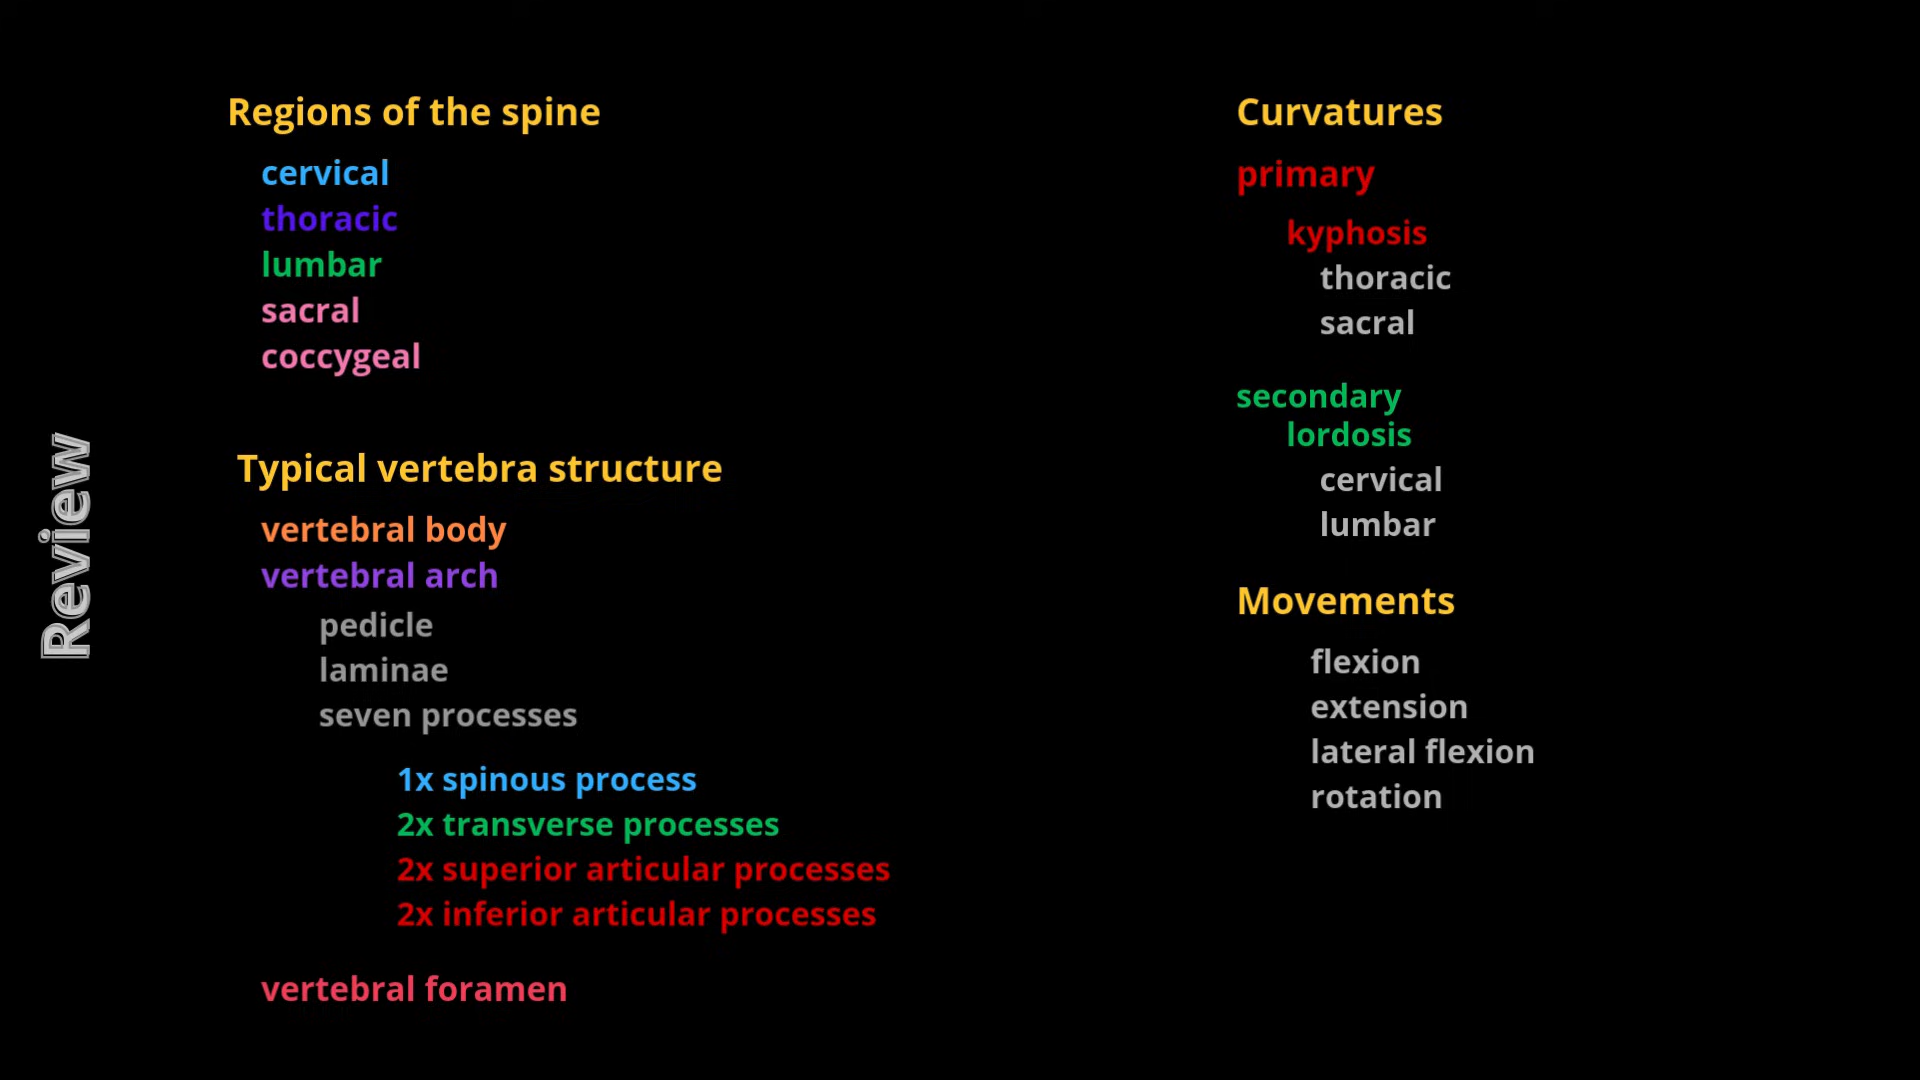 Review
Regions of the spine
cervical
thoracic
lumbar
sacral
coccygeal
Typical vertebra structure
vertebral body
vertebral arch
pedicle
laminae
seven processes
1x spinous process
2x transverse processes
2x superior articular processes
2x inferior articular processes
vertebral foramen
Curvatures
primary
kyphosis
thoracic
sacral
secondary
lordosis
cervical
lumbar
Movements
flexion
extension
lateral flexion
rotation